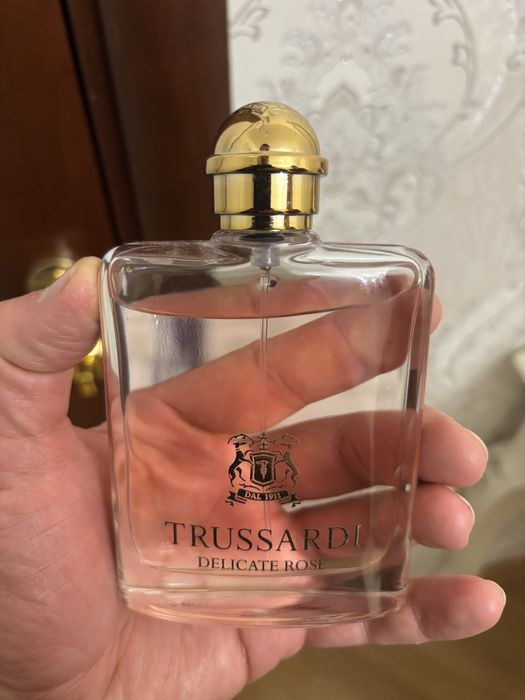 DAL 1911
TRUSSARDI
DELICATE ROSE